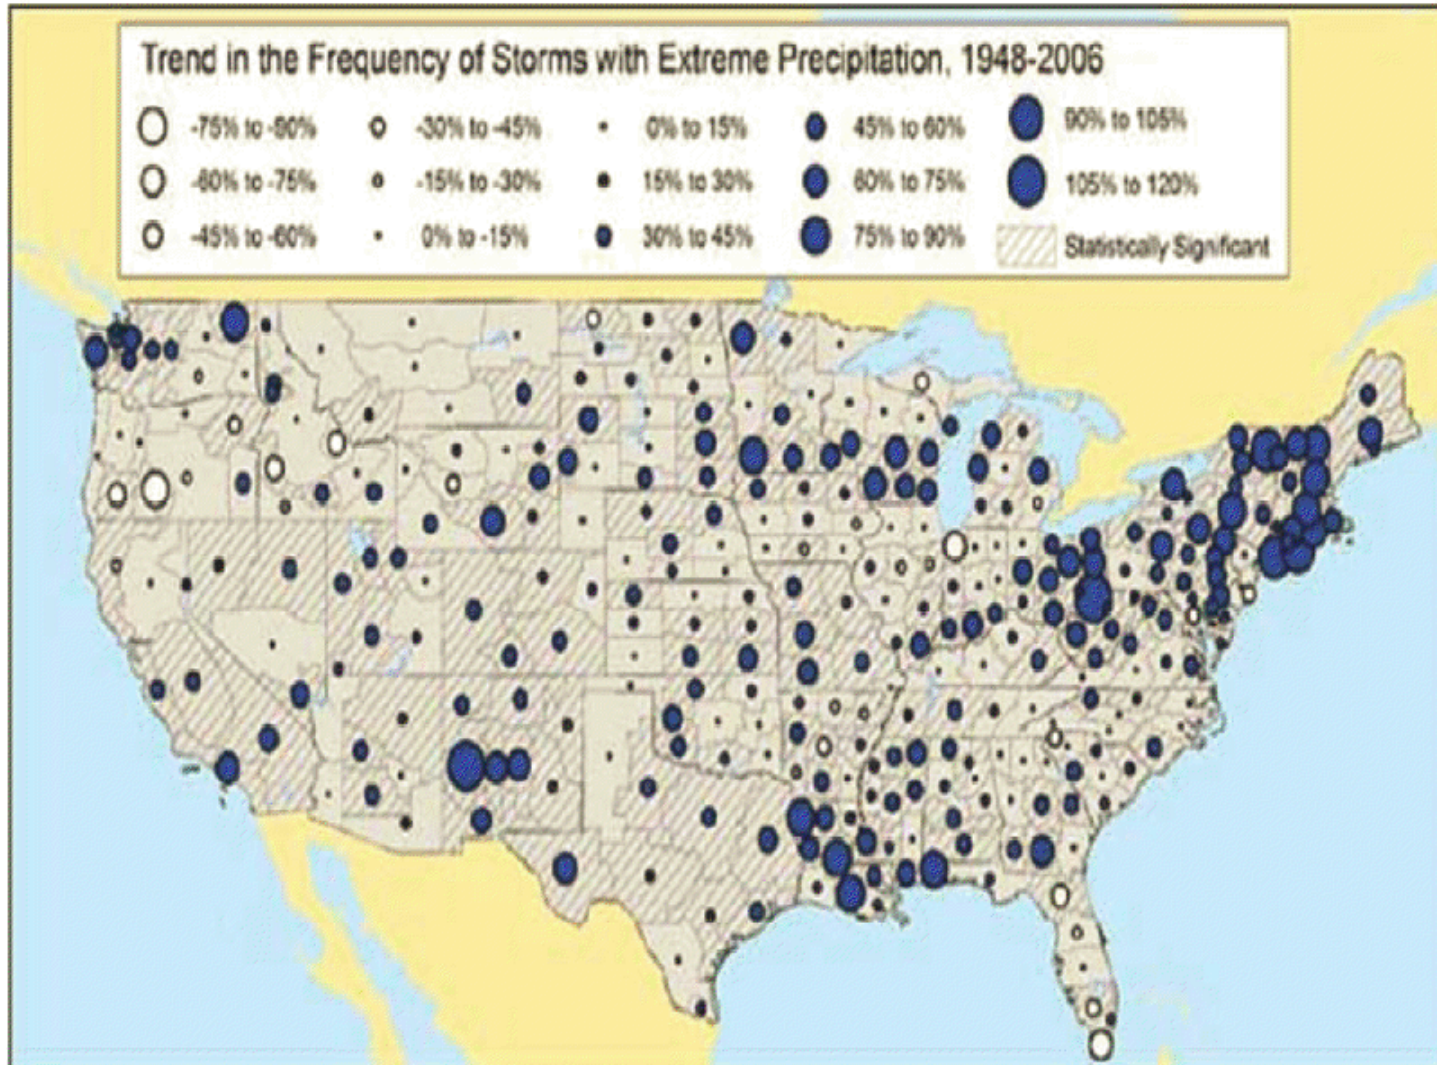 Trend in the Frequency of Storms with Extreme Precipitation, 1948-2006
-75% to -90%
-60% to -75%
-45% to -60%
-30% to -45%
-15% to -30%
0% to -15%
0% to 15%
15% to 30%
30% to 45%
45% to 60%
60% to 75%
75% to 90%
90% to 105%
105% to 120%
Statistically Significant